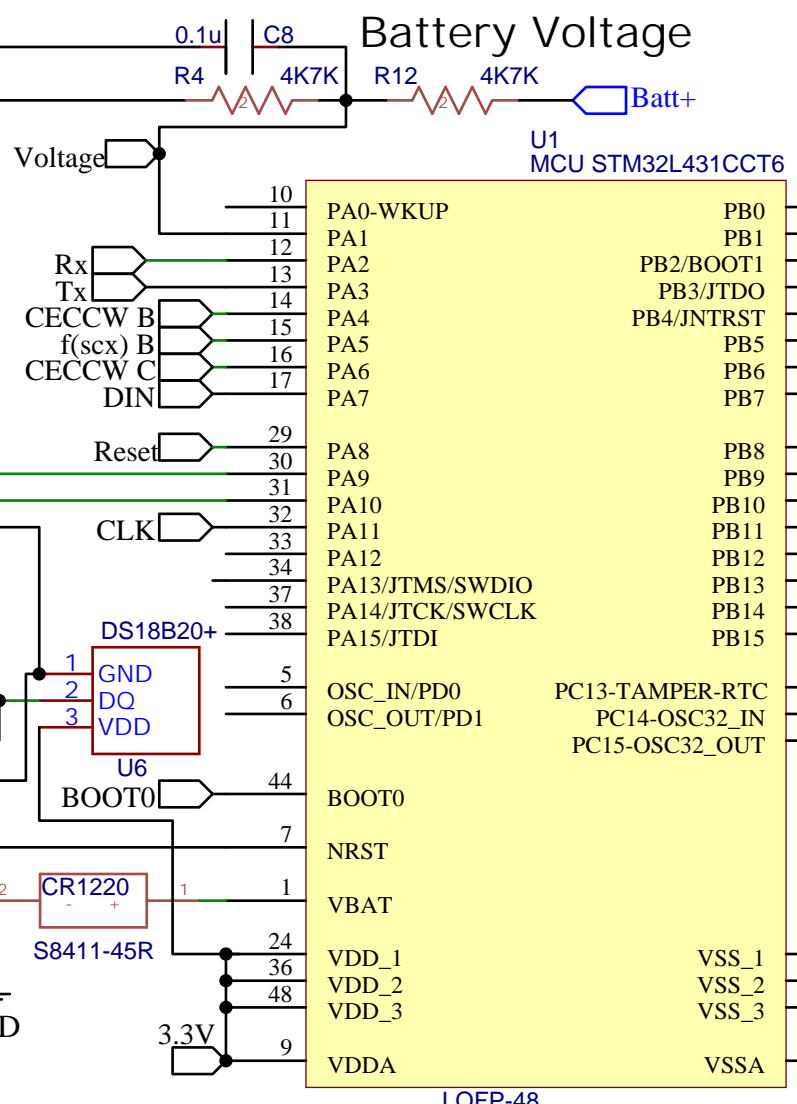 Battery Voltage
0.1u C8
R4 4K7K R12 4K7K
2 2
Batt+
Voltage
U1
MCU STM32L431CCT6
10 PA0-WKUP PB0
11 PA1 PB1
Rx 12 PA2 PB2/BOOT1
Tx 13 PA3 PB3/JTDO
CECCW B 14 PA4 PB4/JNTRST
f(scx) B 15 PA5 PB5
CECCW C 16 PA6 PB6
DIN 17 PA7 PB7
Reset 29 PA8 PB8
30 PA9 PB9
31 PA10 PB10
CLK 32 PA11 PB11
33 PA12 PB12
34 PA13/JTMS/SWDIO PB13
37 PA14/JTCK/SWCLK PB14
38 PA15/JTDI PB15
DS18B20+
1 GND
2 DQ
3 VDD
U6
5 OSC_IN/PD0 PC13-TAMPER-RTC
6 OSC_OUT/PD1 PC14-OSC32_IN
PC15-OSC32_OUT
BOOT0 44 BOOT0
7 NRST
2 CR1220 1
- +
S8411-45R
1 VBAT
24 VDD_1 VSS_1
36 VDD_2 VSS_2
48 VDD_3 VSS_3
D
3.3V 9 VDDA VSSA
LQFP-48